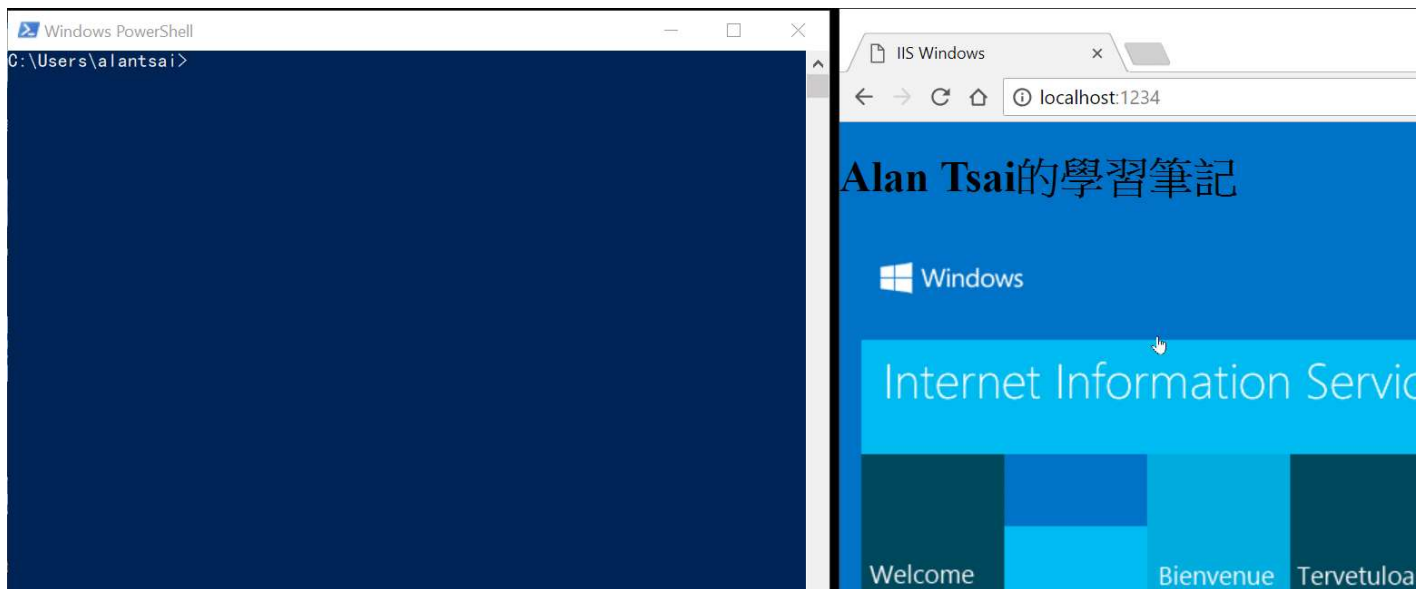 Windows PowerShell
C:\Users\alantsai>
IIS Windows
localhost:1234
Alan Tsai的學習筆記
Windows
Internet Information Servic
Welcome
Bienvenue
Tervetuloa